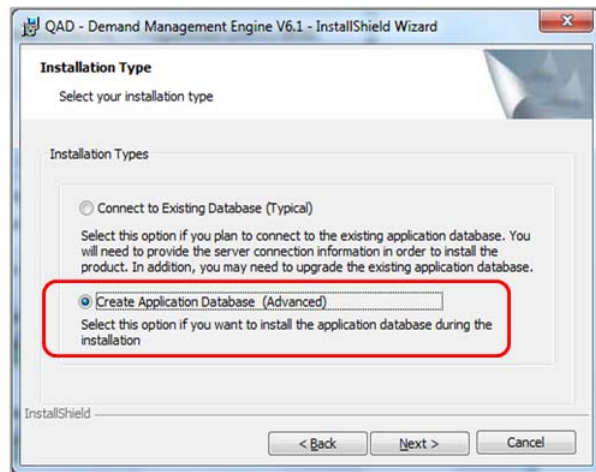 QAD - Demand Management Engine V6.1 - InstallShield Wizard
Installation Type
Select your installation type
Installation Types
Connect to Existing Database (Typical)
Select this option if you plan to connect to the existing application database. You
will need to provide the server connection information in order to install the
product. In addition, you may need to upgrade the existing application database.
Create Application Database (Advanced)
Select this option if you want to install the application database during the
installation
InstallShield
< Back
Next >
Cancel